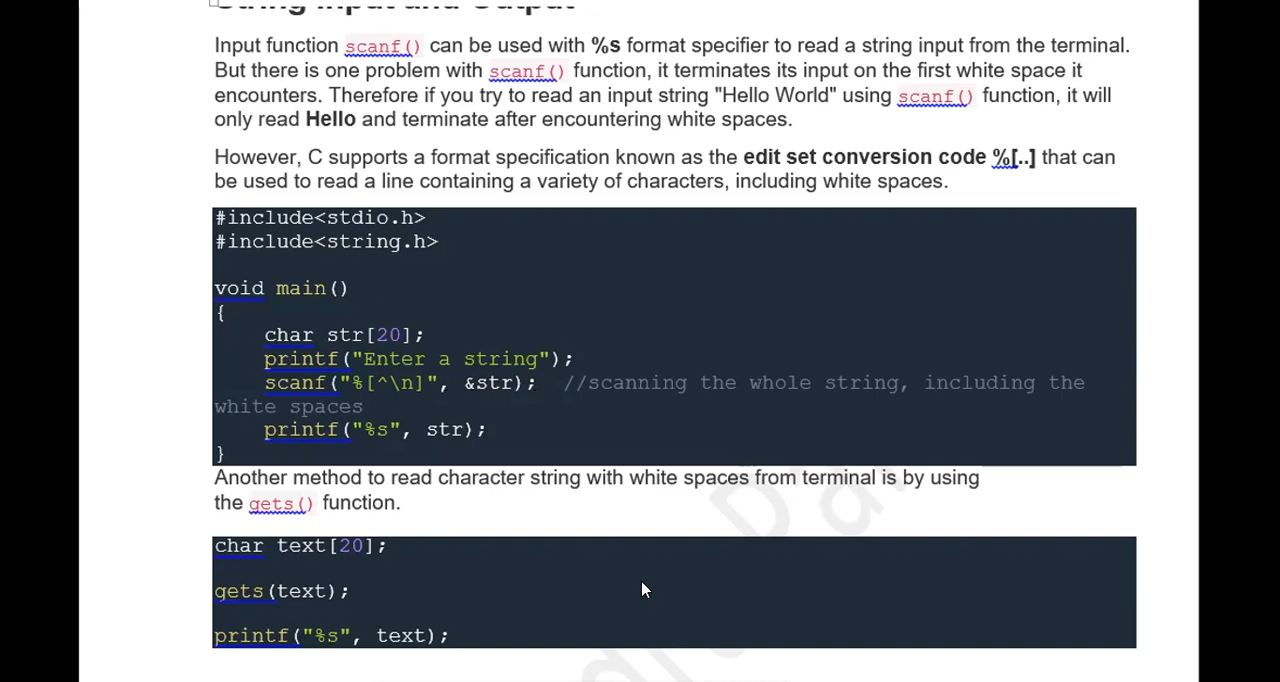 String Input and Output
Input function scanf() can be used with %s format specifier to read a string input from the terminal.
But there is one problem with scanf() function, it terminates its input on the first white space it
encounters. Therefore if you try to read an input string "Hello World" using scanf() function, it will
only read Hello and terminate after encountering white spaces.
However, C supports a format specification known as the edit set conversion code %[..] that can
be used to read a line containing a variety of characters, including white spaces.
#include<stdio.h>
#include<string.h>
void main()
{
char str[20];
printf("Enter a string");
scanf("%[^\n]", &str);  //scanning the whole string, including the
white spaces
printf("%s", str);
}
Another method to read character string with white spaces from terminal is by using
the gets() function.
char text[20];
gets(text);
printf("%s", text);